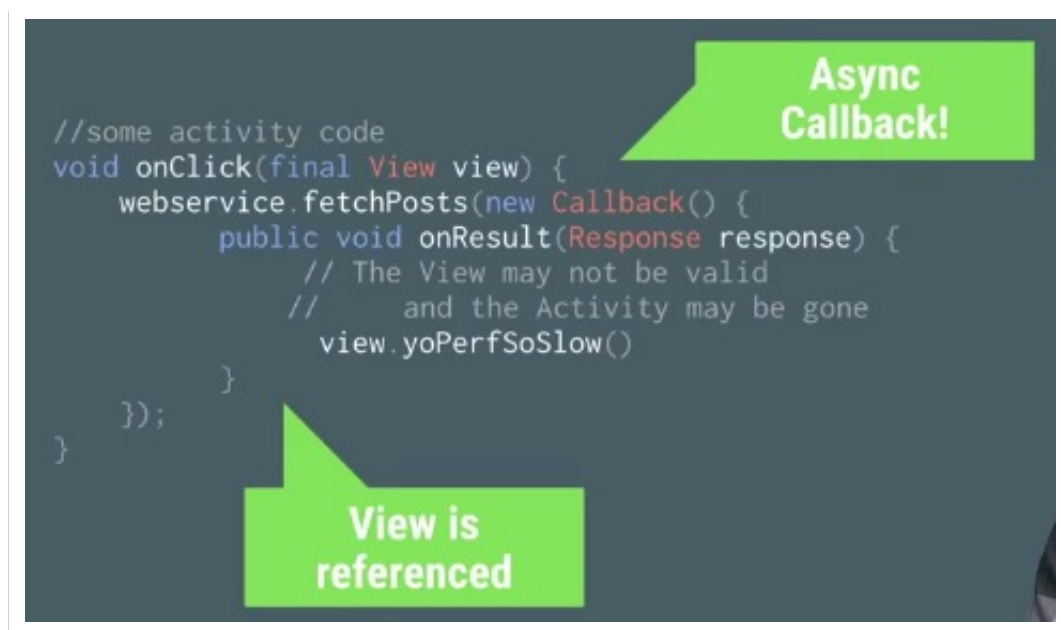 Async
Callback!
//some activity code
void onClick(final View view) {
webservice.fetchPosts(new Callback() {
public void onResult(Response response) {
// The View may not be valid
// and the Activity may be gone
view.yoPerfSoSlow()
}
});
}
View is
referenced